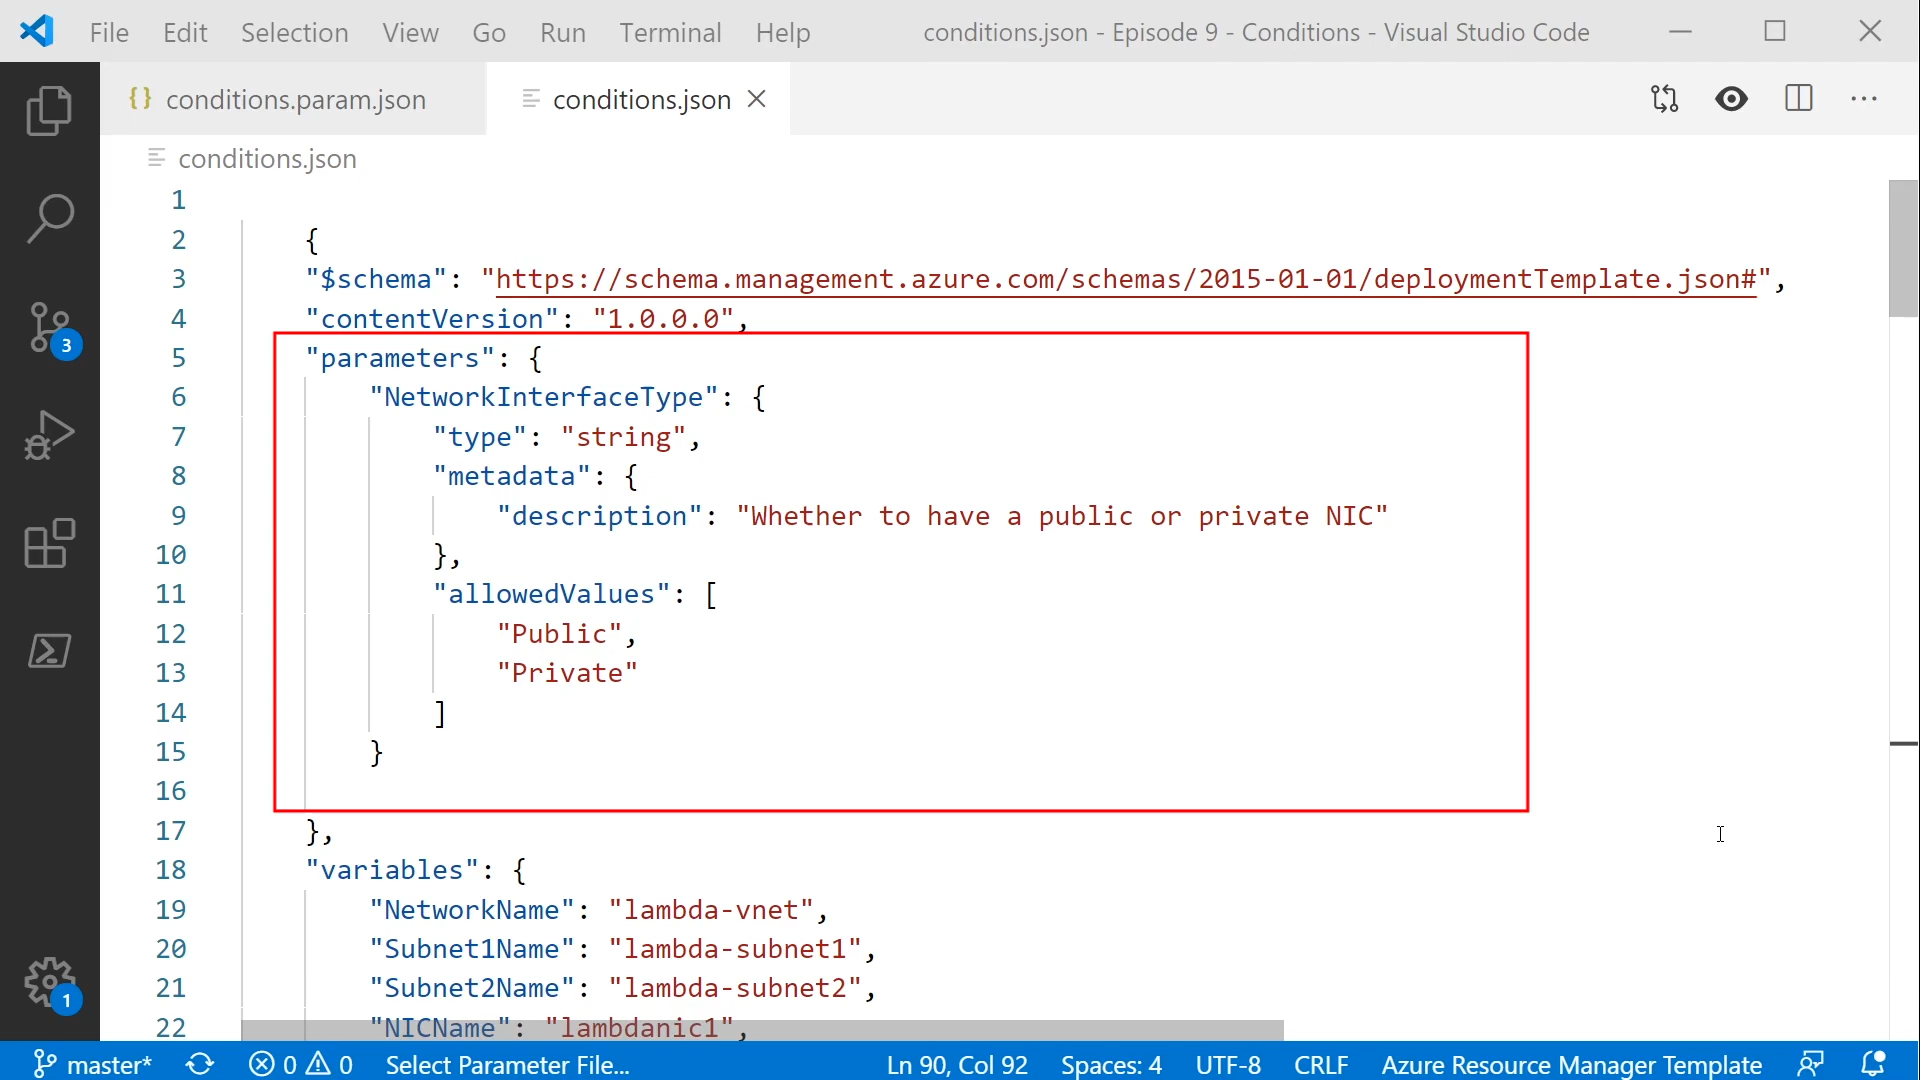 File Edit Selection View Go Run Terminal Help conditions.json - Episode 9 - Conditions - Visual Studio Code
{} conditions.param.json conditions.json
conditions.json
1
2 {
3 "$schema": "https://schema.management.azure.com/schemas/2015-01-01/deploymentTemplate.json#",
4 "contentVersion": "1.0.0.0",
5 "parameters": {
6 "NetworkInterfaceType": {
7 "type": "string",
8 "metadata": {
9 "description": "Whether to have a public or private NIC"
10 },
11 "allowedValues": [
12 "Public",
13 "Private"
14 ]
15 }
16
17 },
18 "variables": {
19 "NetworkName": "lambda-vnet",
20 "Subnet1Name": "lambda-subnet1",
21 "Subnet2Name": "lambda-subnet2",
22 "NICName": "lambdanic1",
3
1
master* 0 0 Select Parameter File... Ln 90, Col 92 Spaces: 4 UTF-8 CRLF Azure Resource Manager Template